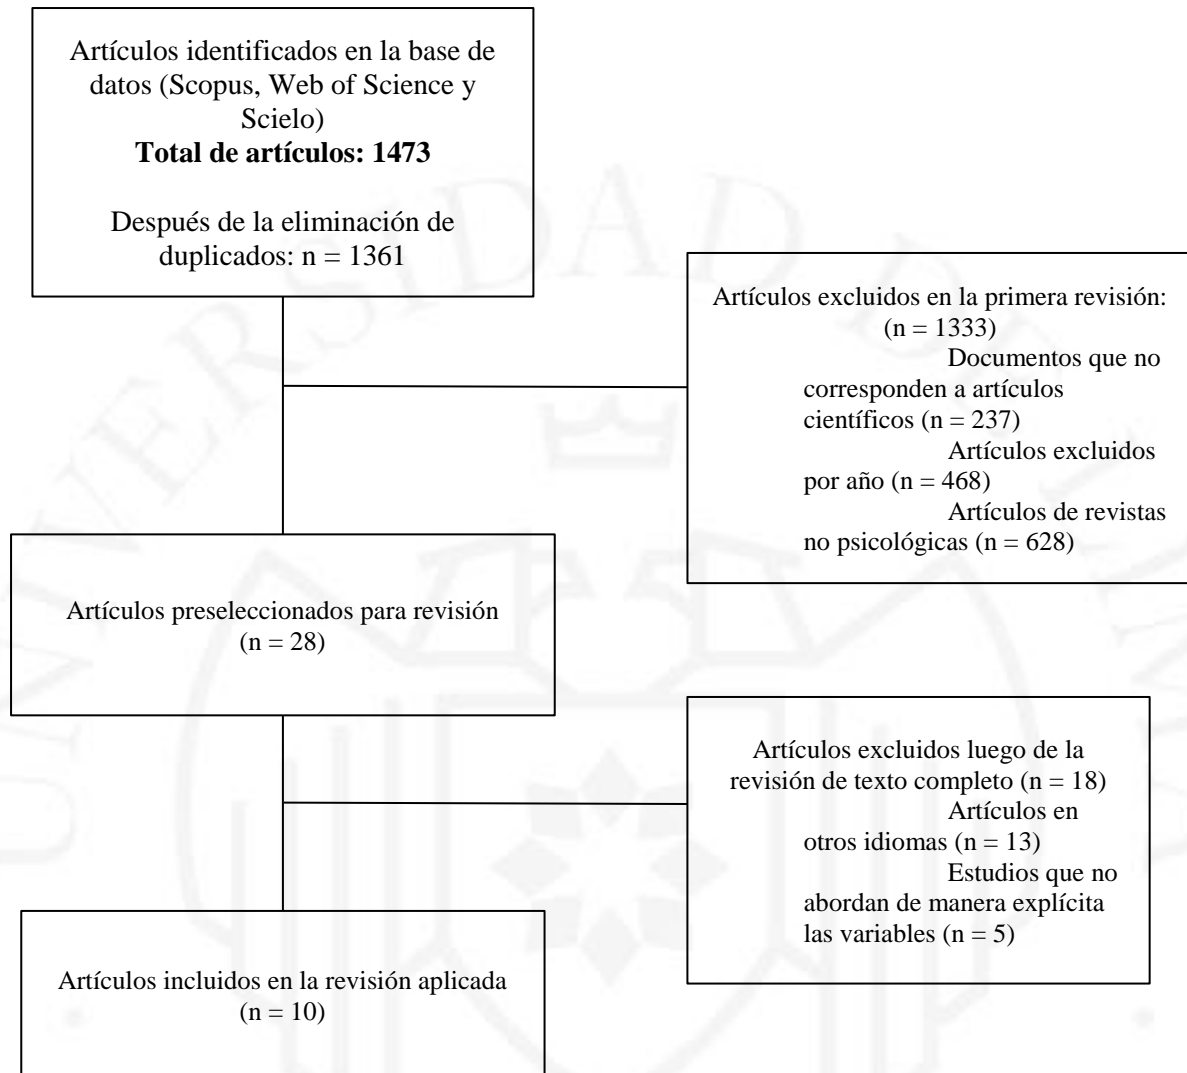 Artículos identificados en la base de
datos (Scopus, Web of Science y
Scielo)
Total de artículos: 1473
Después de la eliminación de
duplicados: n = 1361
Artículos excluidos en la primera revisión:
(n = 1333)
Documentos que no
corresponden a artículos
científicos (n = 237)
Artículos excluidos
por año (n = 468)
Artículos de revistas
no psicológicas (n = 628)
Artículos preseleccionados para revisión
(n = 28)
Artículos excluidos luego de la
revisión de texto completo (n = 18)
Artículos en
otros idiomas (n = 13)
Estudios que no
abordan de manera explícita
las variables (n = 5)
Artículos incluidos en la revisión aplicada
(n = 10)
UNIVERSIDAD DE LIMA